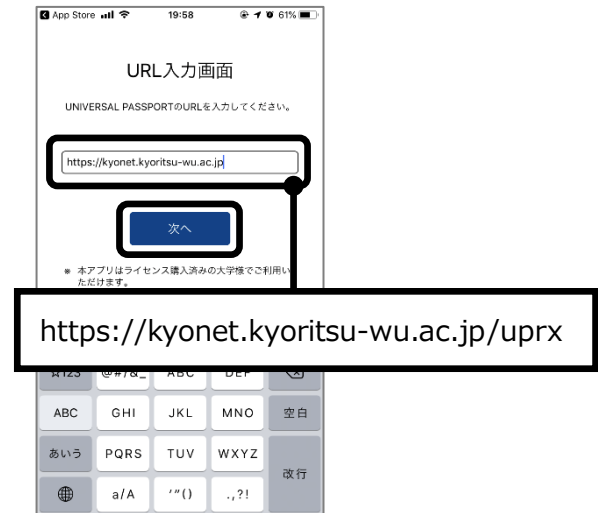 App Store 19:58 61%
URL入力画面
UNIVERSAL PASSPORTのURLを入力してください。
https://kyonet.kyoritsu-wu.ac.jp
次へ
※ 本アプリはライセンス購入済みの大学様でご利用い
ただけます。
https://kyonet.kyoritsu-wu.ac.jp/uprx
☆123 @#/&_ ABC DEF
ABC GHI JKL MNO 空白
あいう PQRS TUV WXYZ
改行
a/A '"() .,?!